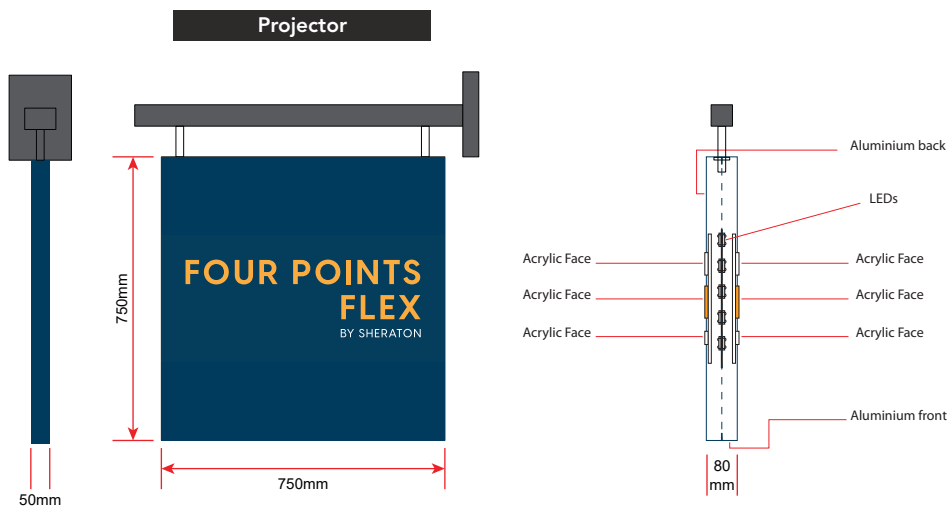 Projector
Aluminium back
LEDs
Acrylic Face
Acrylic Face
Acrylic Face
Acrylic Face
Acrylic Face
Acrylic Face
Aluminium front
750mm
FOUR POINTS
FLEX
BY SHERATON
750mm
50mm
80
mm